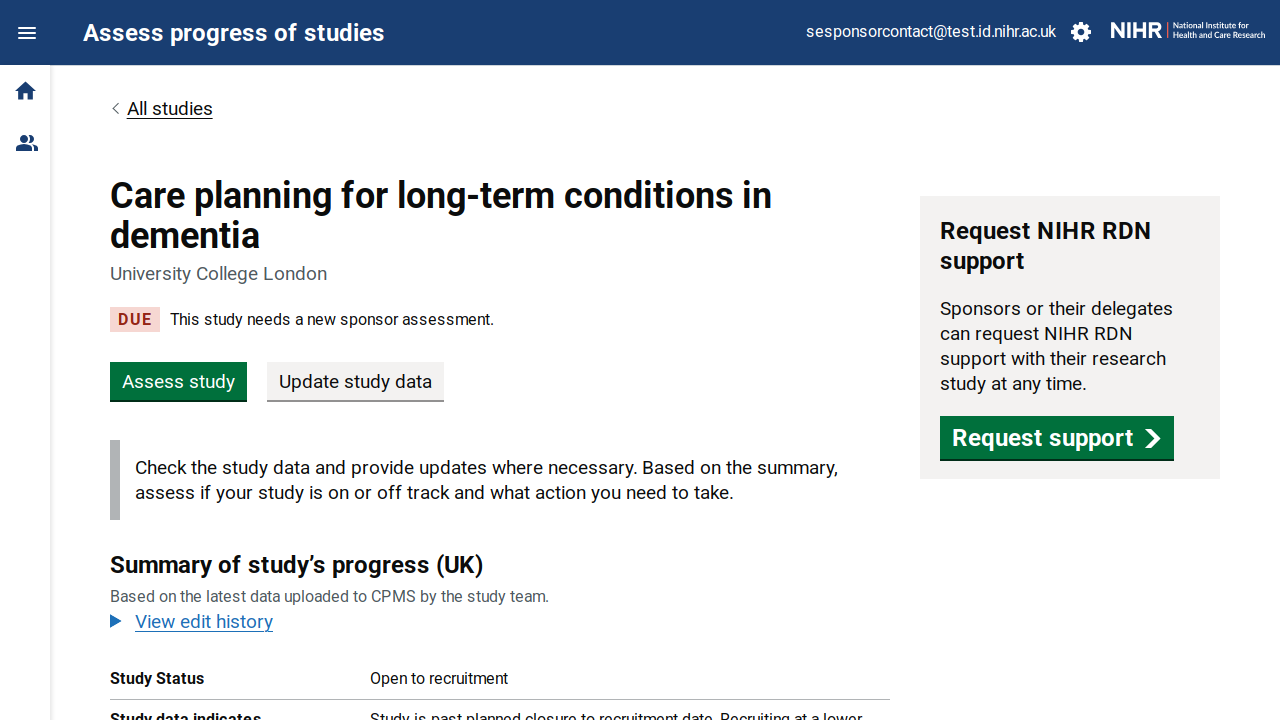 Assess progress of studies
sesponsorcontact@test.id.nihr.ac.uk
NIHR | National Institute for
Health and Care Research
All studies
Care planning for long-term conditions in
dementia
University College London
DUE This study needs a new sponsor assessment.
Assess study
Update study data
Check the study data and provide updates where necessary. Based on the summary,
assess if your study is on or off track and what action you need to take.
Summary of study’s progress (UK)
Based on the latest data uploaded to CPMS by the study team.
View edit history
Study Status Open to recruitment
Study data indicates Study is past planned closure to recruitment date, Recruiting at a lower
Request NIHR RDN
support
Sponsors or their delegates
can request NIHR RDN
support with their research
study at any time.
Request support